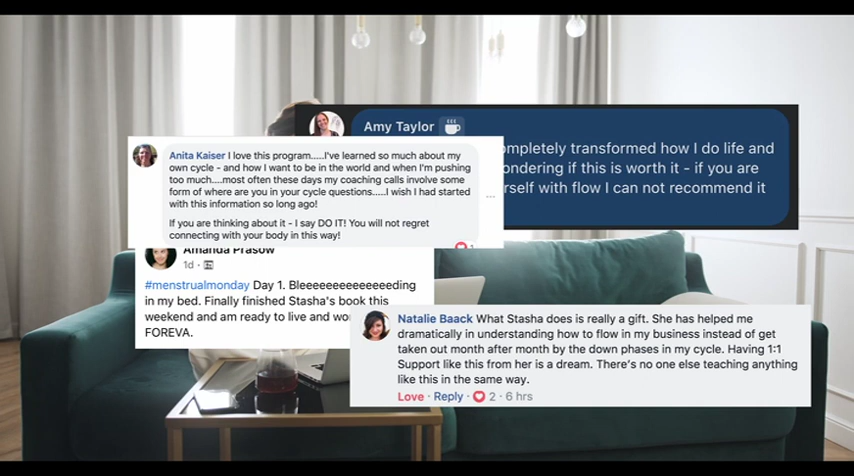 Amy Taylor
ompletely transformed how I do life and
ondering if this is worth it - if you are
rself with flow I can not recommend it
Anita Kaiser I love this program.....I've learned so much about my
own cycle - and how I want to be in the world and when I'm pushing
too much....most often these days my coaching calls involve some
form of where are you in your cycle questions.....I wish I had started
with this information so long ago!
If you are thinking about it - I say DO IT! You will not regret
connecting with your body in this way!
1
Amanda Prasow
1d ·
#menstrualmonday Day 1. Bleeeeeeeeeeeeeeding
in my bed. Finally finished Stasha's book this
weekend and am ready to live and wo
FOREVA.
Natalie Baack What Stasha does is really a gift. She has helped me
dramatically in understanding how to flow in my business instead of get
taken out month after month by the down phases in my cycle. Having 1:1
Support like this from her is a dream. There's no one else teaching anything
like this in the same way.
Love · Reply · 2 · 6 hrs